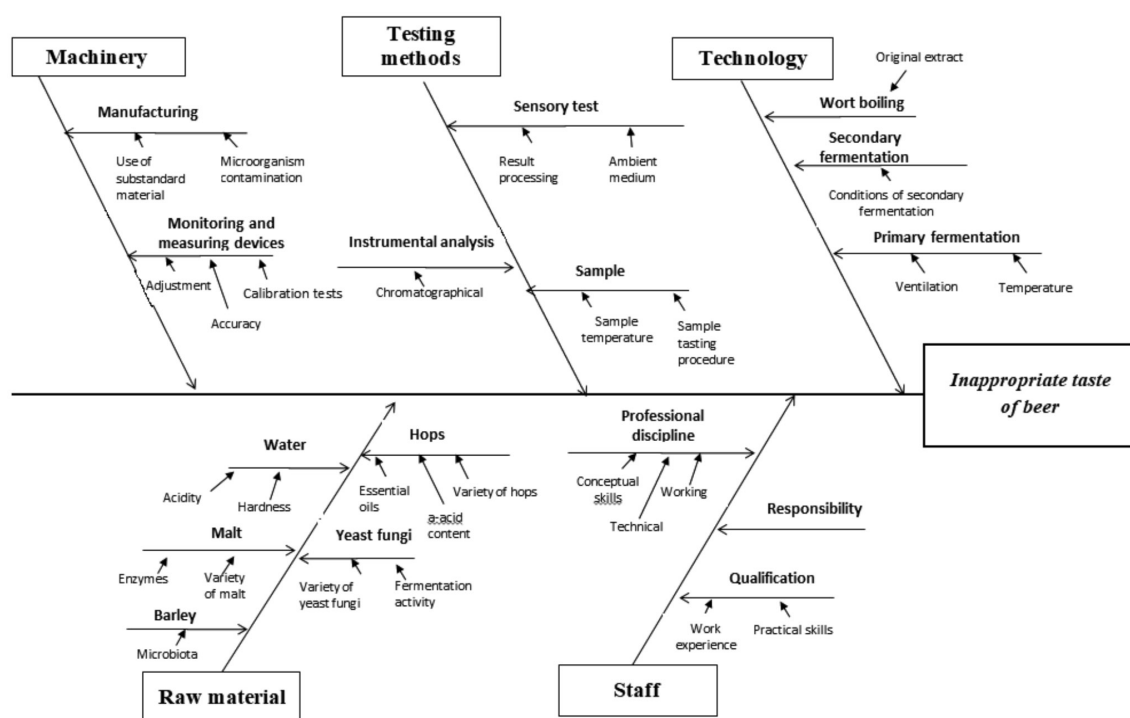 Machinery
Testing
methods
Technology
Original extract
Manufacturing
Use of
substandard
material
Microorganism
contamination
Monitoring and
measuring devices
Adjustment
Accuracy
Calibration tests
Sensory test
Result
processing
Ambient
medium
Instrumental analysis
Chromatographical
Sample
Sample
temperature
Sample
tasting
procedure
Wort boiling
Secondary
fermentation
Conditions of secondary
fermentation
Primary fermentation
Ventilation
Temperature
Inappropriate taste
of beer
Water
Acidity
Hardness
Hops
Essential
oils
a-acid
content
Variety of hops
Malt
Enzymes
Variety
of malt
Yeast fungi
Variety of
yeast fungi
Fermentation
activity
Barley
Microbiota
Raw material
Professional
discipline
Conceptual
skills
Technical
Working
Responsibility
Qualification
Work
experience
Practical skills
Staff